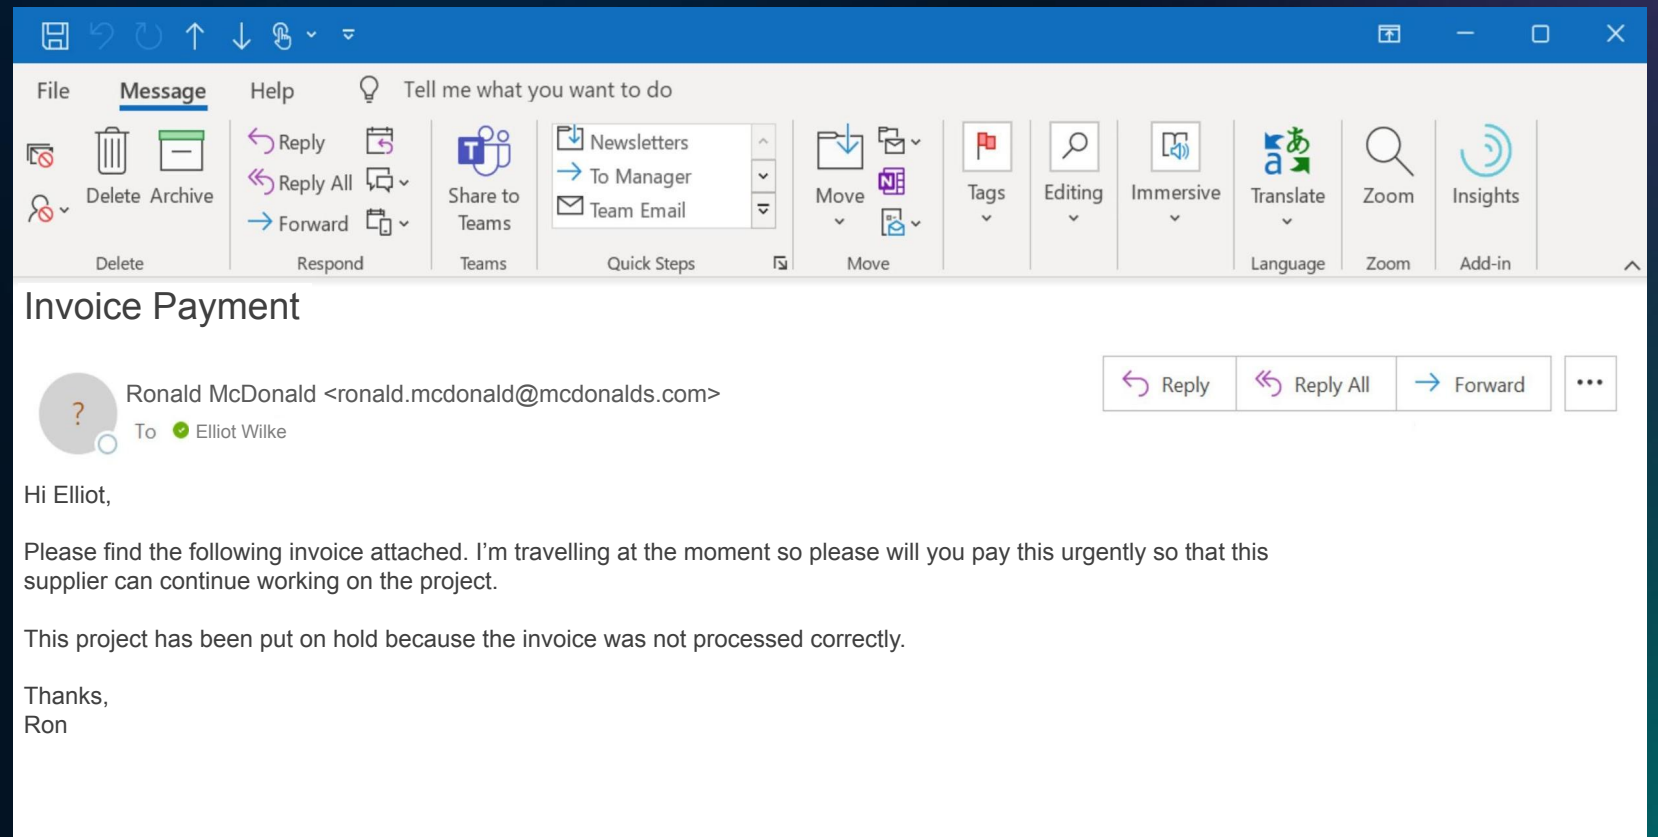 File Message Help Tell me what you want to do
Reply Newsletters
Reply All To Manager
Delete Archive Share to Move Tags Editing Immersive Translate Zoom Insights
Forward Teams Team Email
Delete Respond Teams Quick Steps Move Language Zoom Add-in
Invoice Payment
Ronald McDonald <ronald.mcdonald@mcdonalds.com> Reply Reply All Forward
?
To Elliot Wilke
Hi Elliot,
Please find the following invoice attached. I’m travelling at the moment so please will you pay this urgently so that this
supplier can continue working on the project.
This project has been put on hold because the invoice was not processed correctly.
Thanks,
Ron